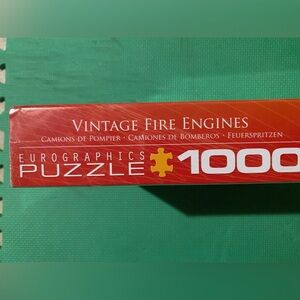 VINTAGE FIRE ENGINES
CAMIONS DE POMPIER · CAMIONES DE BOMBEROS · FEUERSPRITZEN
EUROGRAPHICS
PUZZLE 1000